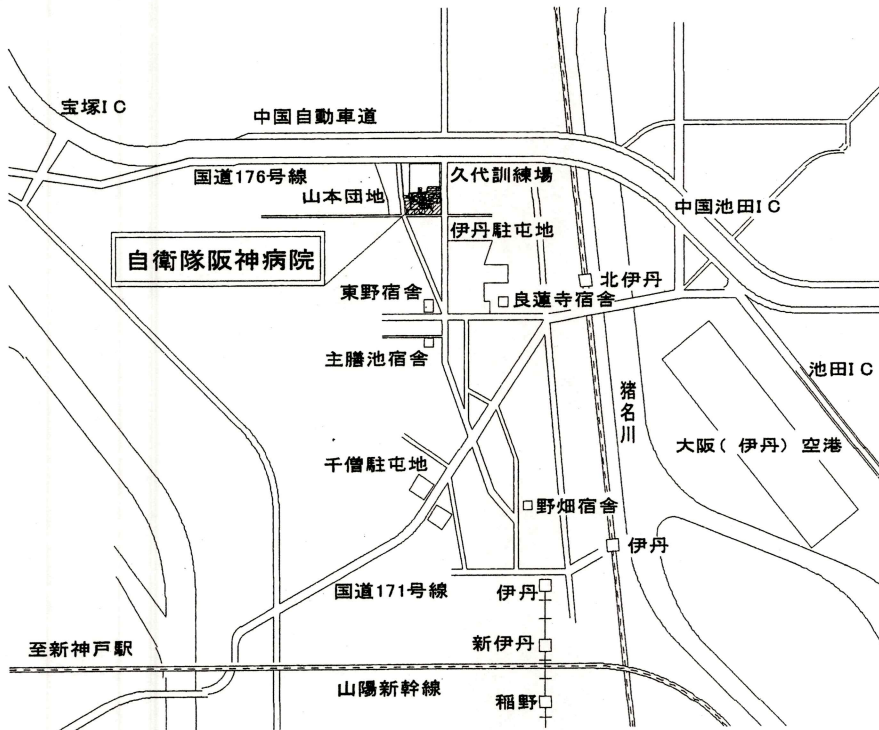 宝塚IC
中国自動車道
国道176号線
久代訓練場
山本団地
中国池田IC
伊丹駐屯地
自衛隊阪神病院
北伊丹
東野宿舎
良蓮寺宿舎
主膳池宿舎
池田IC
猪名川
大阪(伊丹)空港
千僧駐屯地
野畑宿舎
伊丹
国道171号線
伊丹
新伊丹
至新神戸駅
山陽新幹線
稲野